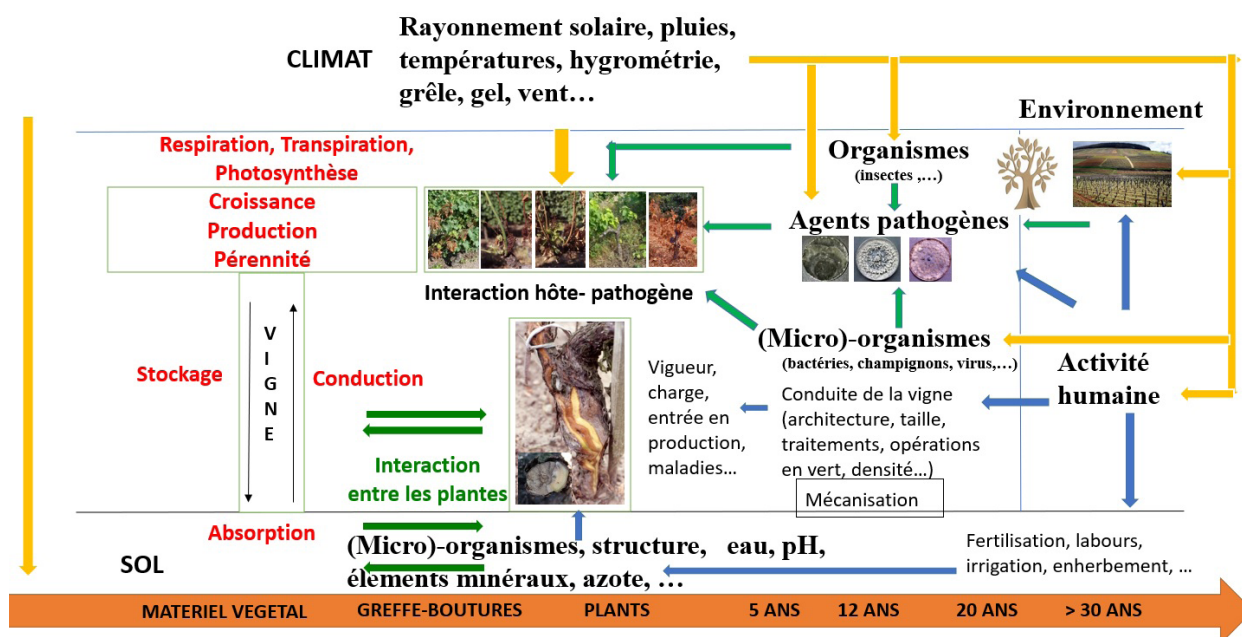 CLIMAT
Rayonnement solaire, pluies,
températures, hygrométrie,
grêle, gel, vent…
Environnement
Respiration, Transpiration,
Photosynthèse
Croissance
Production
Pérennité
Organismes
(insectes ,…)
Agents pathogènes
Interaction hôte- pathogène
(Micro)-organismes
(bactéries, champignons, virus,…)
Activité
humaine
Stockage
VIGNE
Conduction
Vigueur,
charge,
entrée en
production,
maladies…
Conduite de la vigne
(architecture, taille,
traitements, opérations
en vert, densité…)
Mécanisation
Interaction
entre les plantes
Absorption
SOL
(Micro)-organismes, structure, eau, pH,
éléments minéraux, azote, …
Fertilisation, labours,
irrigation, enherbement, …
MATERIEL VEGETAL GREFFE-BOUTURES PLANTS 5 ANS 12 ANS 20 ANS > 30 ANS